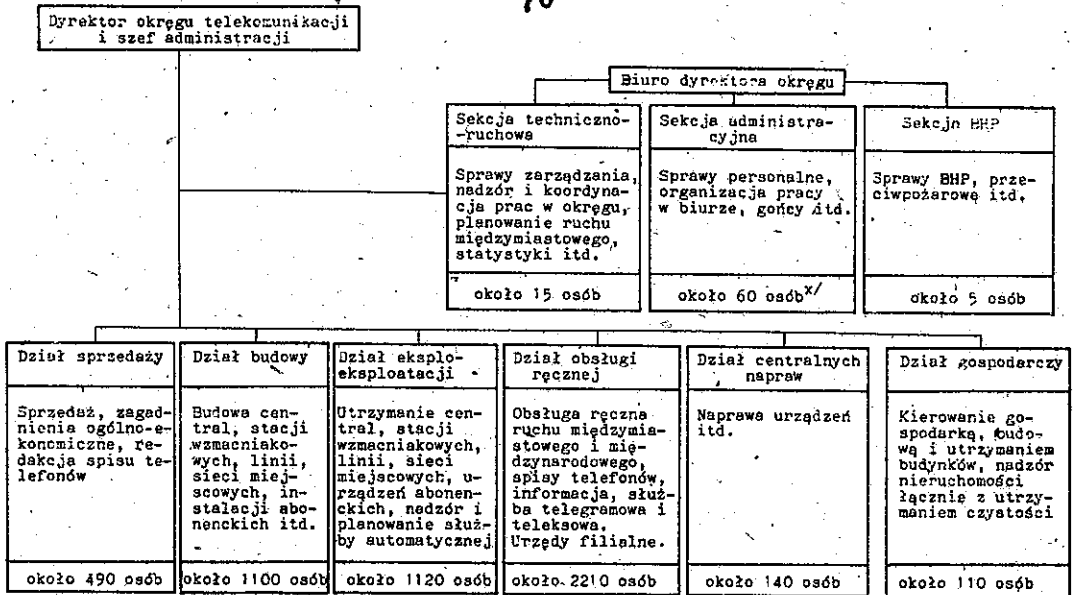 70
Dyrektor okręgu telekomunikacji
i szef administracji
Biuro dyrektora okręgu
Sekcja techniczno-
-ruchowa
Sprawy zarządzania,
nadzór i koordyna-
cja prac w okręgu,
planowanie ruchu
międzymiastowego,
statystyki itd.
około 15 osób
Sekcja administra-
cyjna
Sprawy personalne,
organizacja pracy
w biurze, gońcy itd.
około 60 osób x/
Sekcja BHP
Sprawy BHP, prze-
ciwpożarowe itd.
około 5 osób
Dział sprzedaży
Sprzedaż, zagad-
nienia ogólno-e-
konomiczne, re-
dakcja spisu te-
lefonów
około 490 osób
Dział budowy
Budowa cen-
tral, stacji
wzmacniako-
wych, linii,
sieci miej-
scowych, in-
stalacji abo-
nenckich itd.
około 1100 osób
Dział eksplo-
eksploatacji
Utrzymanie cen-
tral, stacji
wzmacniakowych,
linii, sieci
miejscowych, u-
rządzeń abonen-
ckich, nadzór i
planowanie służ-
by automatycznej
około 1120 osób
Dział obsługi
ręcznej
Obsługa ręczna
ruchu międzymia-
stowego i mię-
dzynarodowego,
spisy telefonów,
informacja, służ-
ba telegramowa i
teleksowa.
Urzędy filialne.
około 2210 osób
Dział centralnych
napraw
Naprawa urządzeń
itd.
około 140 osób
Dział gospodarczy
Kierowanie go-
spodarką, budo-
wą i utrzymaniem
budynków, nadzór
nieruchomości
łącznie z utrzy-
maniem czystości
około 110 osób